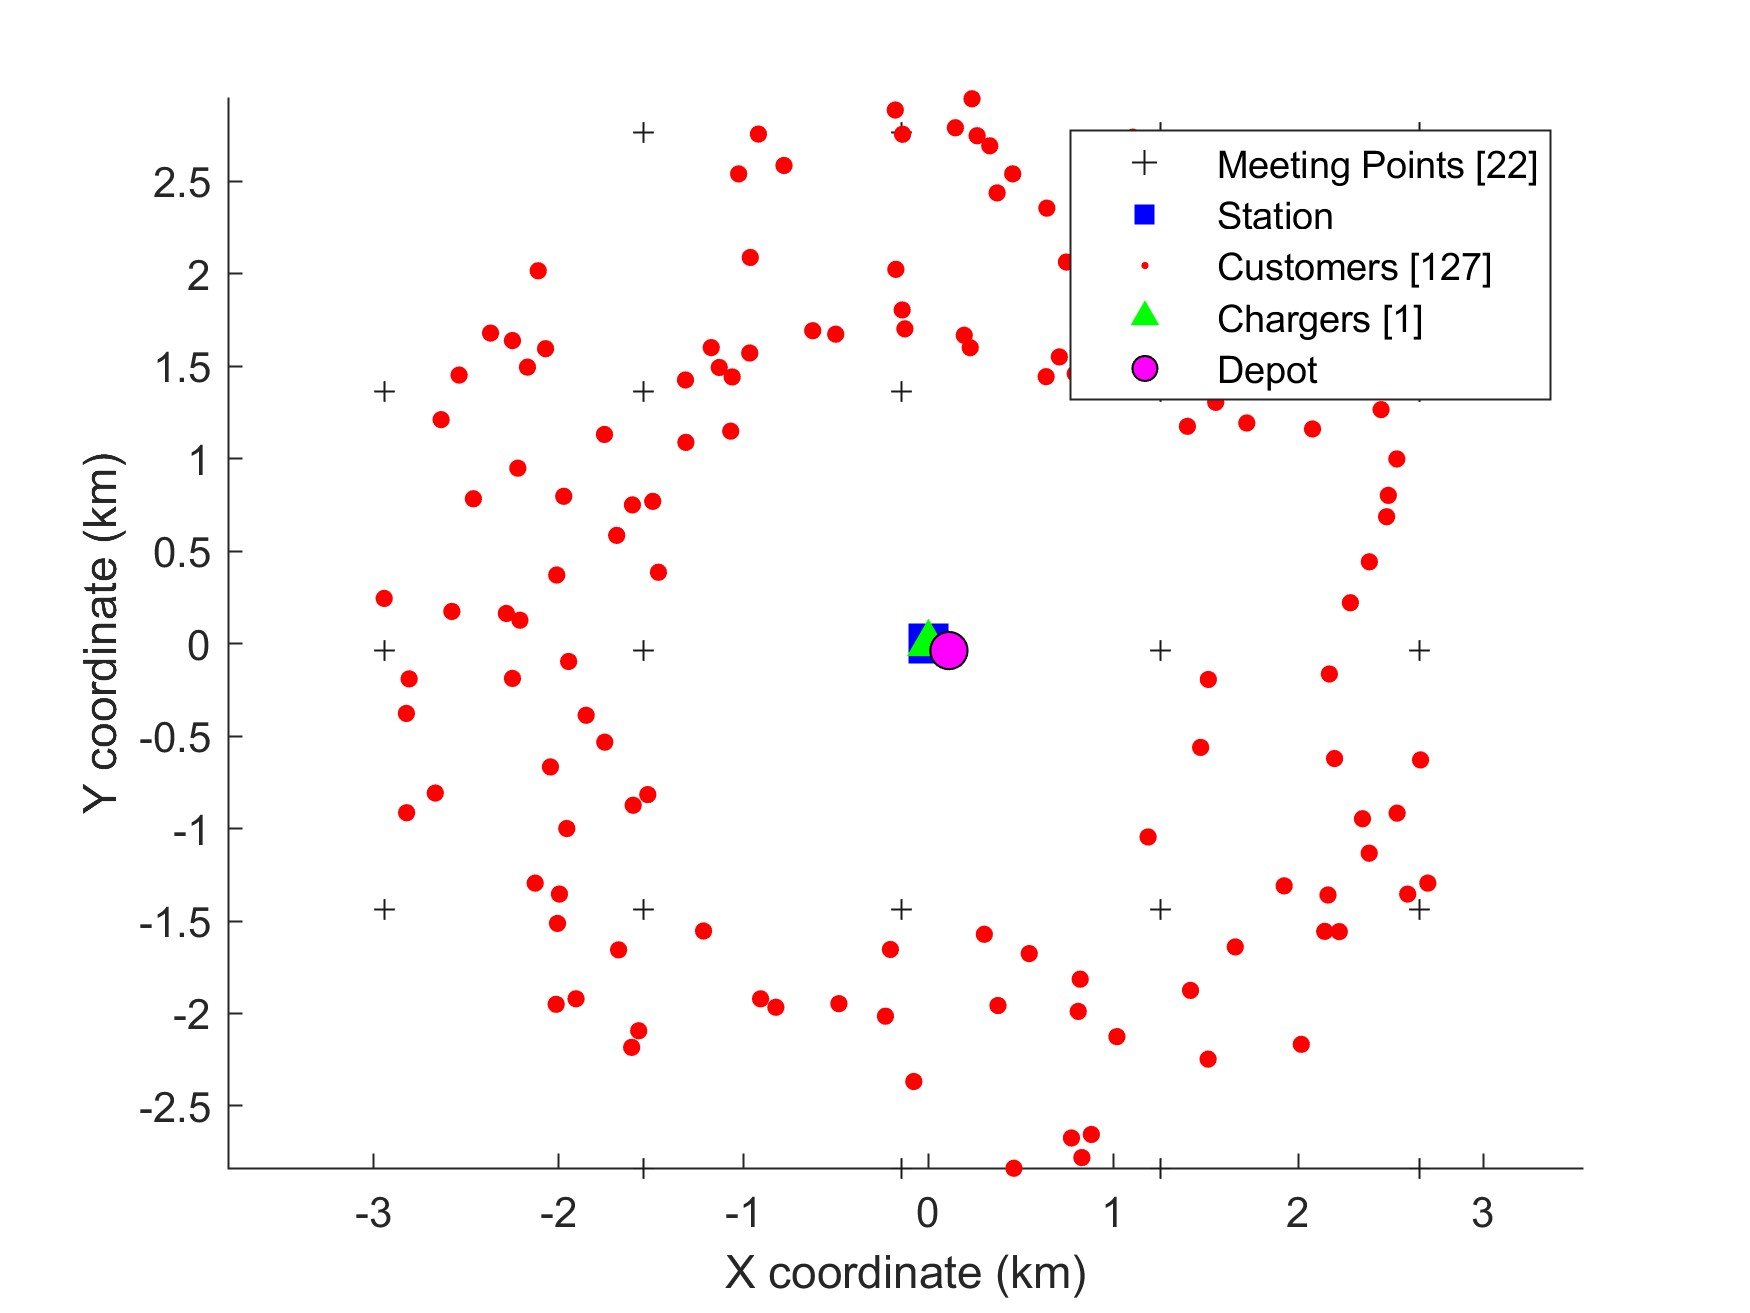 Meeting Points [22]
Station
Customers [127]
Chargers [1]
Depot
2.5
2
1.5
1
0.5
0
-0.5
-1
-1.5
-2
-2.5
Y coordinate (km)
-3 -2 -1 0 1 2 3
X coordinate (km)